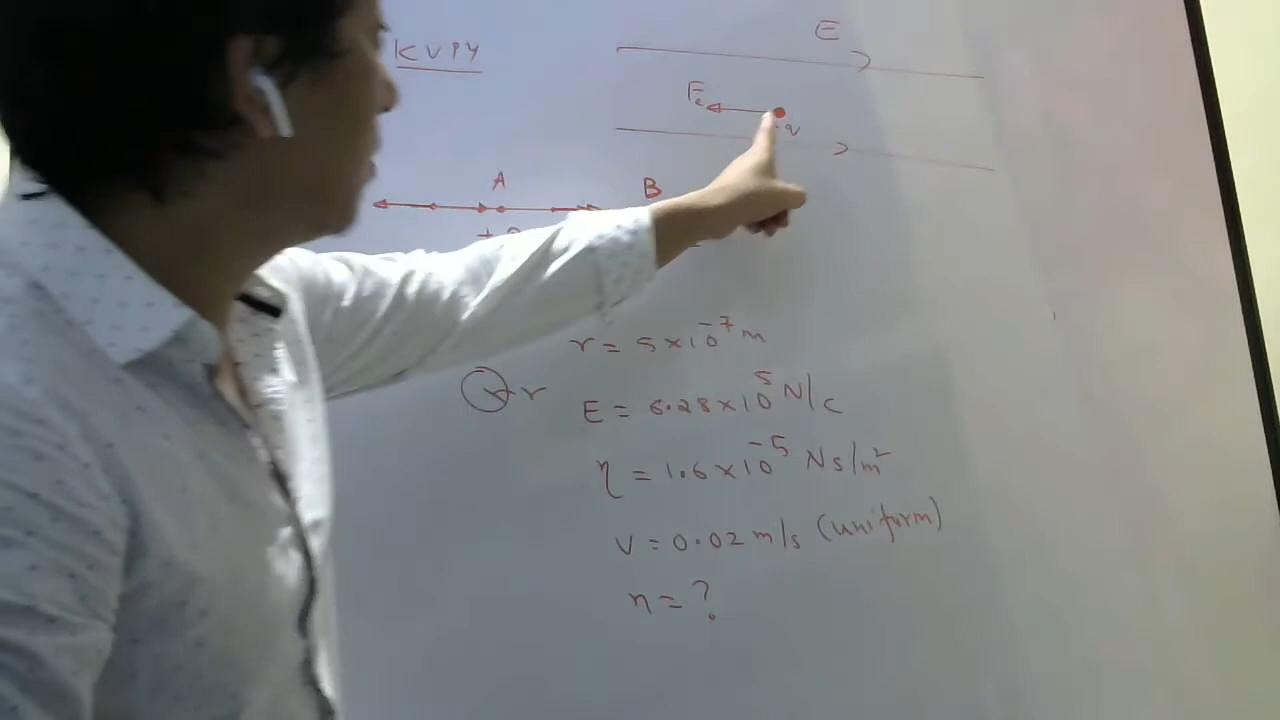 KVPY
E
Fe
-q
A
B
+Q
r
r = 5×10⁻⁷ m
E = 6.28×10⁵ N/C
η = 1.6×10⁻⁵ Ns/m²
v = 0.02 m/s (uniform)
n = ?